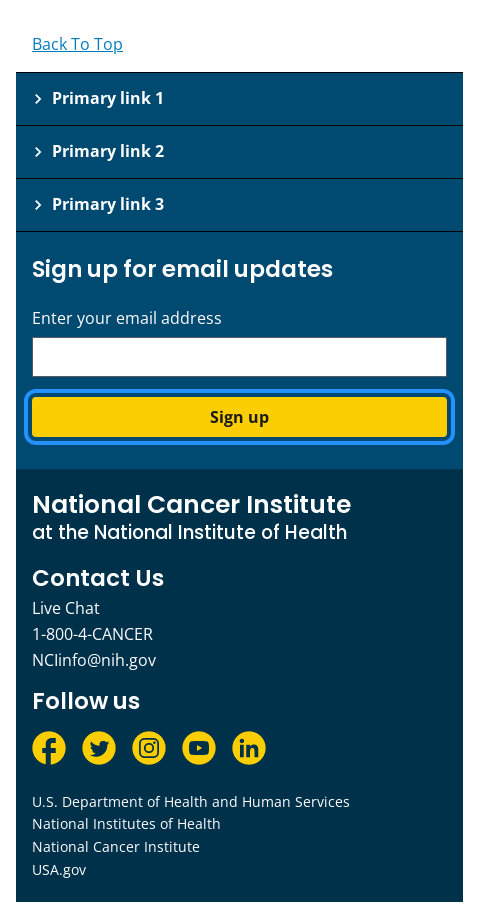 Back To Top
Primary link 1
Primary link 2
Primary link 3
Sign up for email updates
Enter your email address
Sign up
National Cancer Institute
at the National Institute of Health
Contact Us
Live Chat
1-800-4-CANCER
NCIinfo@nih.gov
Follow us
U.S. Department of Health and Human Services
National Institutes of Health
National Cancer Institute
USA.gov